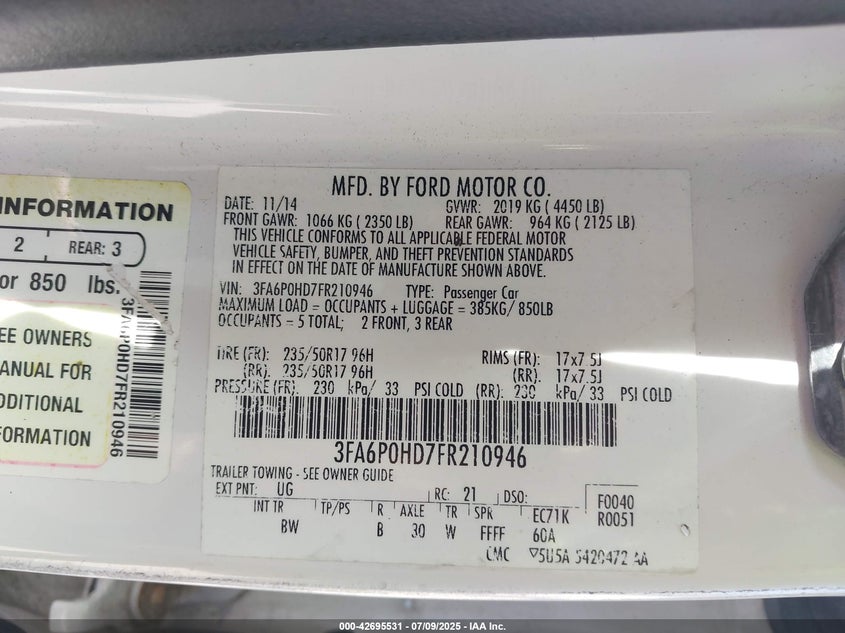 INFORMATION
2 REAR: 3
or 850 lbs.
EE OWNERS
ANUAL FOR
ADDITIONAL
FORMATION
3FA6P0HD7FR210946
MFD. BY FORD MOTOR CO.
DATE: 11/14 GVWR: 2019 KG ( 4450 LB)
FRONT GAWR: 1066 KG ( 2350 LB) REAR GAWR: 964 KG ( 2125 LB)
THIS VEHICLE CONFORMS TO ALL APPLICABLE FEDERAL MOTOR
VEHICLE SAFETY, BUMPER, AND THEFT PREVENTION STANDARDS
IN EFFECT ON THE DATE OF MANUFACTURE SHOWN ABOVE.
VIN: 3FA6P0HD7FR210946 TYPE: Passenger Car
MAXIMUM LOAD = OCCUPANTS + LUGGAGE = 385KG/ 850LB
OCCUPANTS = 5 TOTAL; 2 FRONT, 3 REAR
TIRE (FR): 235/50R17 96H RIMS (FR): 17x7.5J
(RR): 235/50R17 96H (RR): 17x7.5J
PRESSURE (FR): 230 kPa/ 33 PSI COLD (RR): 230 kPa/ 33 PSI COLD
3FA6P0HD7FR210946
TRAILER TOWING - SEE OWNER GUIDE
EXT PNT: UG RC: 21 DSO: F0040
INT TR TP/PS R AXLE TR SPR EC71K R0051
BW B 30 W FFFF 60A
CMC 5U5A 5420472 AA
000-42695531 - 07/09/2025 - IAA Inc.